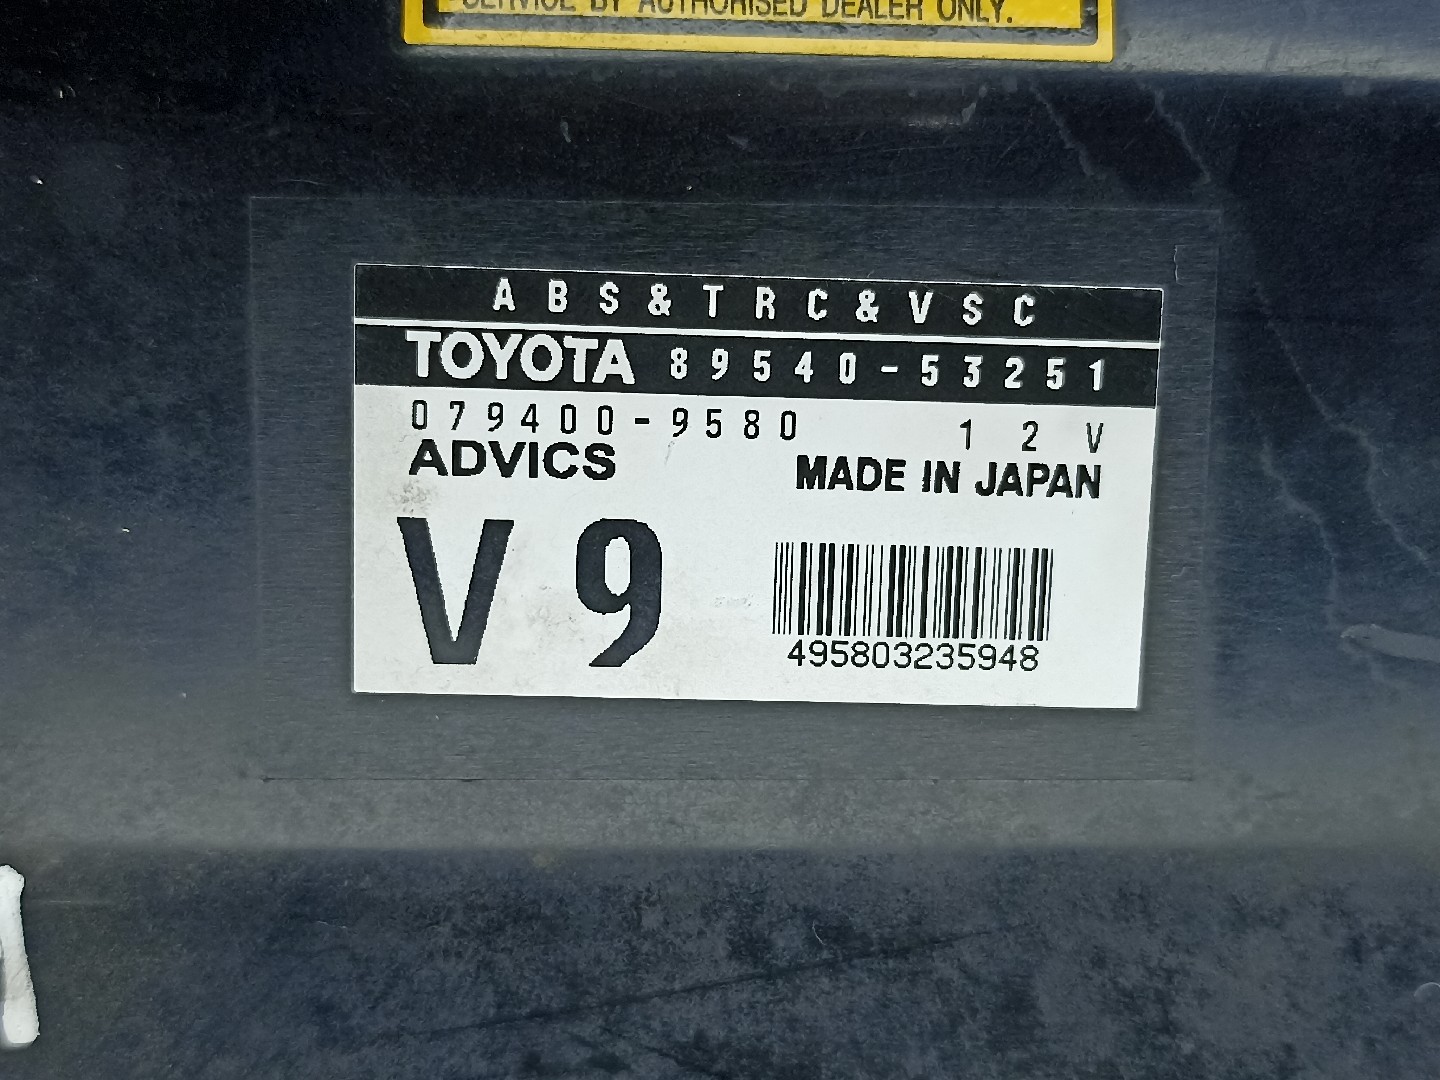 SERVICE BY AUTHORISED DEALER ONLY.
ABS&TRC&VSC
TOYOTA 89540-53251
079400-9580 12V
ADVICS MADE IN JAPAN
V9
495803235948